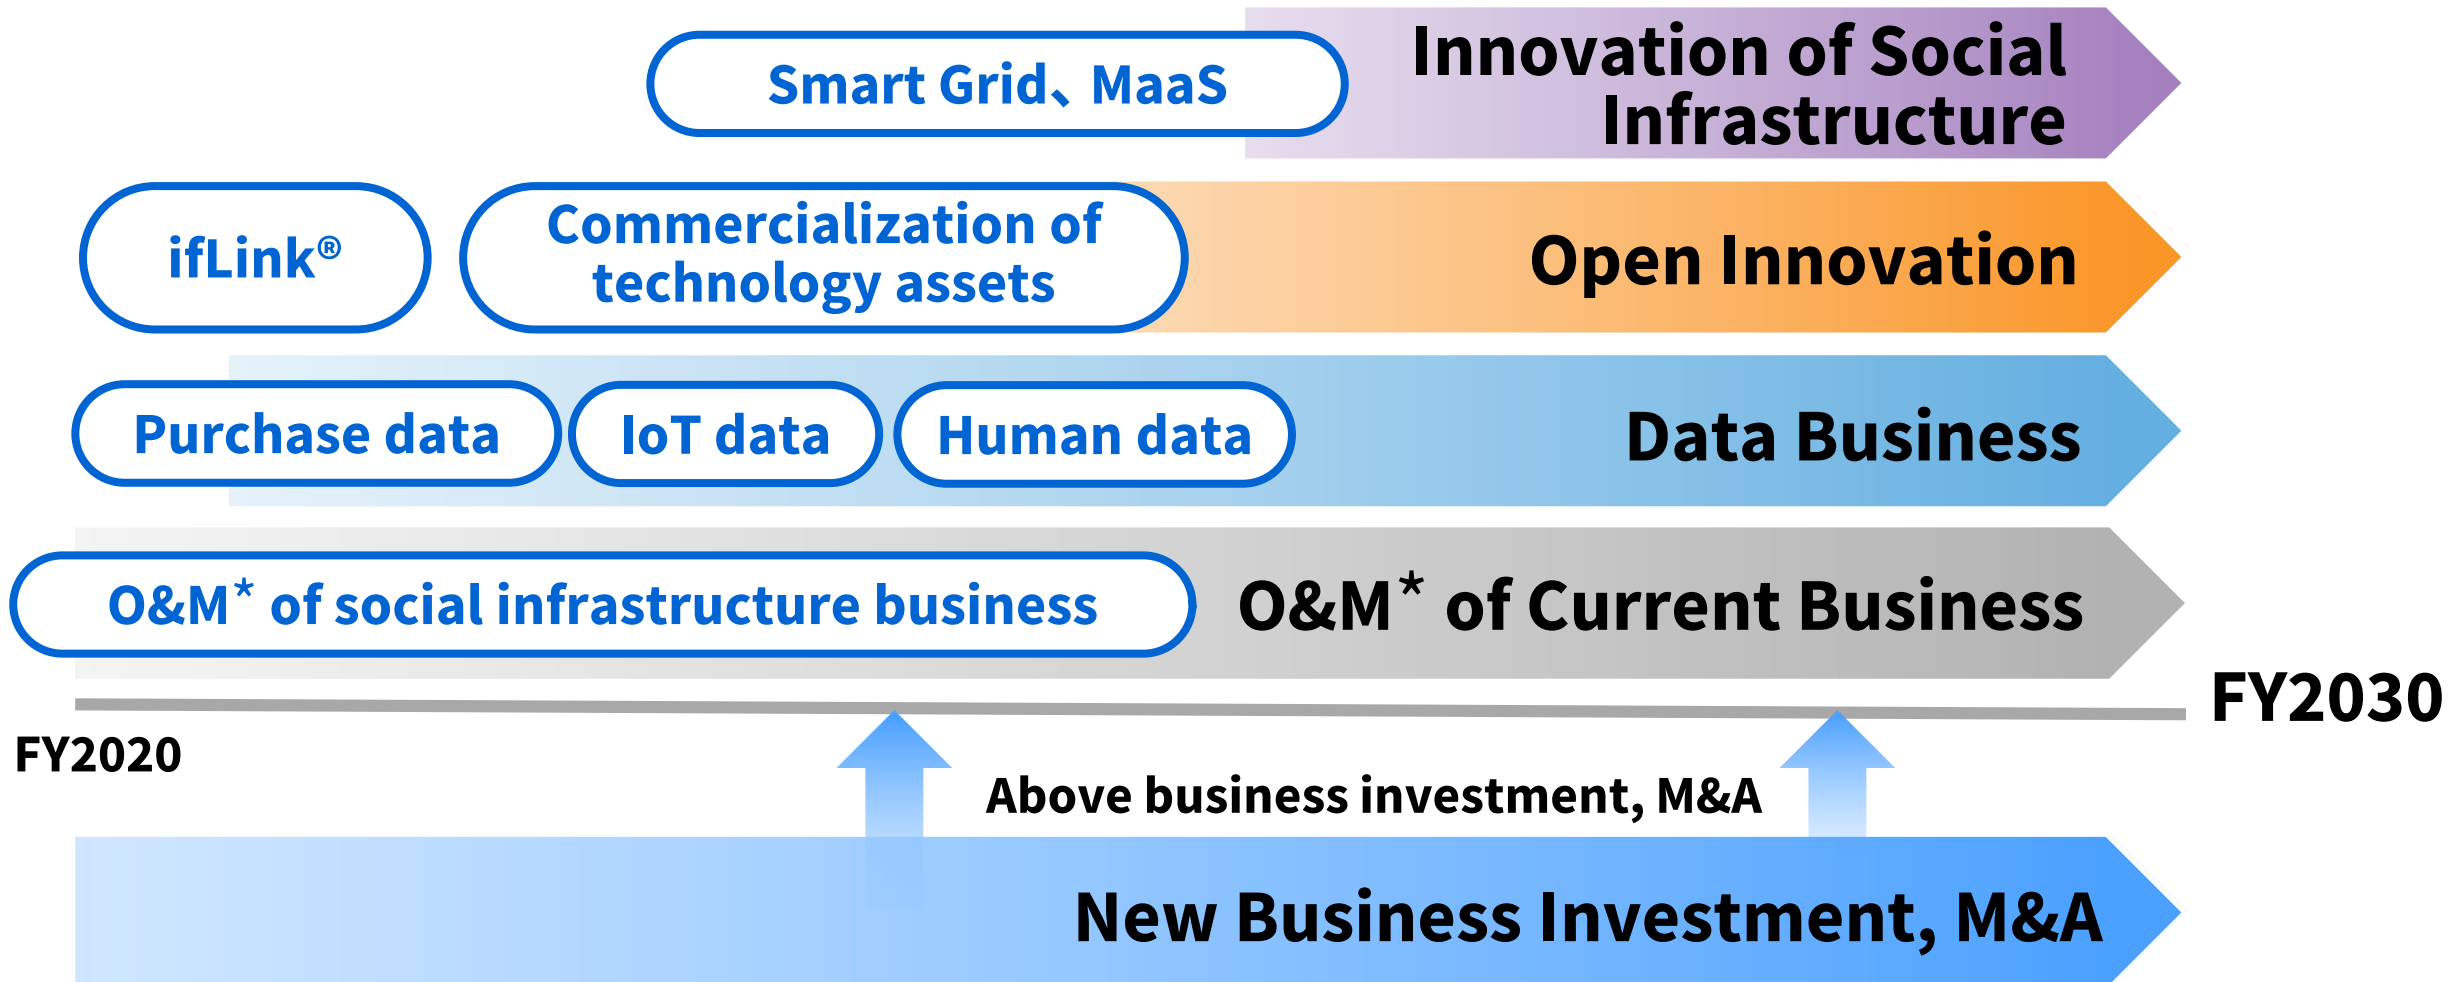 Smart Grid、MaaS
Innovation of Social
Infrastructure
ifLink®
Commercialization of
technology assets
Open Innovation
Purchase data
IoT data
Human data
Data Business
O&M* of social infrastructure business
O&M* of Current Business
FY2020
FY2030
Above business investment, M&A
New Business Investment, M&A